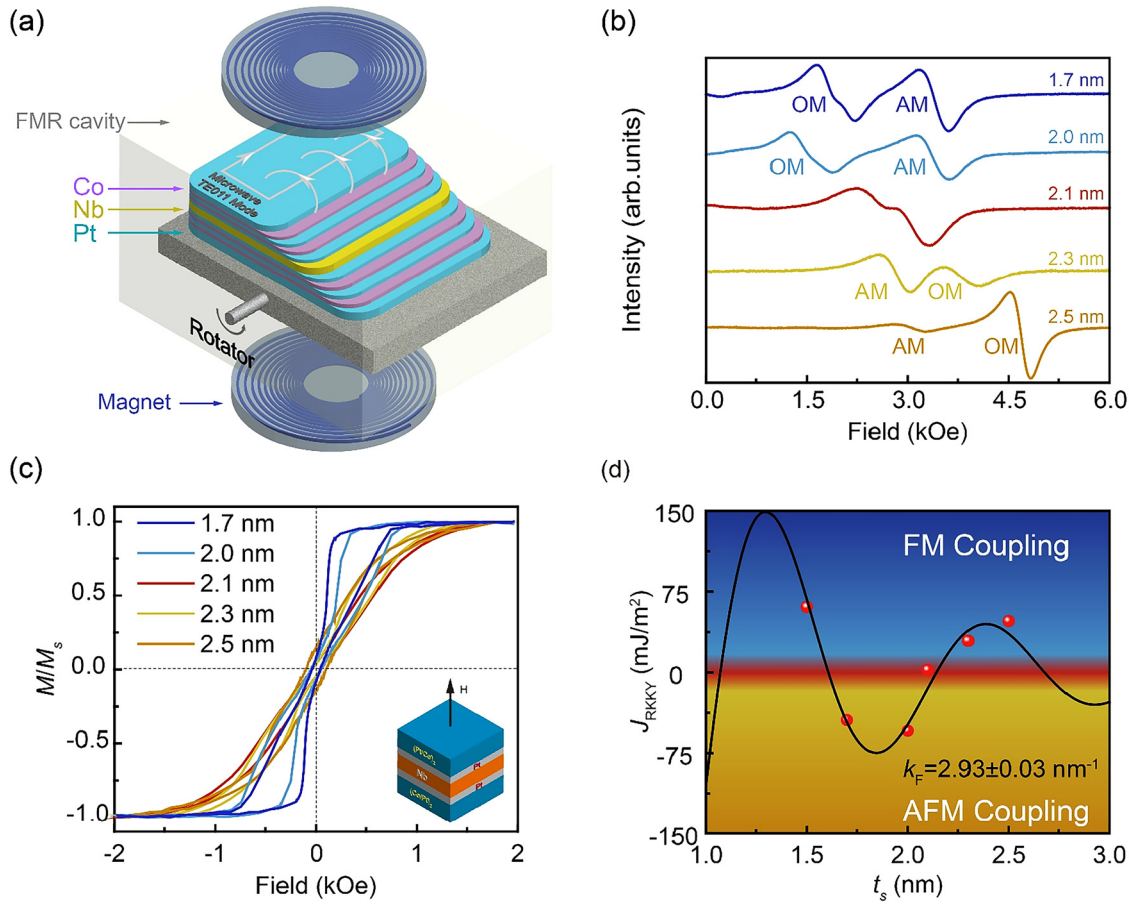 (a)
FMR cavity
Co
Nb
Pt
Microwave
TE011 Mode
Rotator
Magnet
(b)
Intensity (arb.units)
1.7 nm
OM AM
2.0 nm
OM AM
2.1 nm
2.3 nm
AM OM
2.5 nm
AM OM
0.0 1.5 3.0 4.5 6.0
Field (kOe)
(c)
M/Ms
1.0
0.5
0.0
-0.5
-1.0
1.7 nm
2.0 nm
2.1 nm
2.3 nm
2.5 nm
H
Nb
Pt
Pt
-2 -1 0 1 2
Field (kOe)
(d)
JRKKY (mJ/m²)
150
75
0
-75
-150
FM Coupling
kF=2.93±0.03 nm⁻¹
AFM Coupling
1.0 1.5 2.0 2.5 3.0
ts (nm)